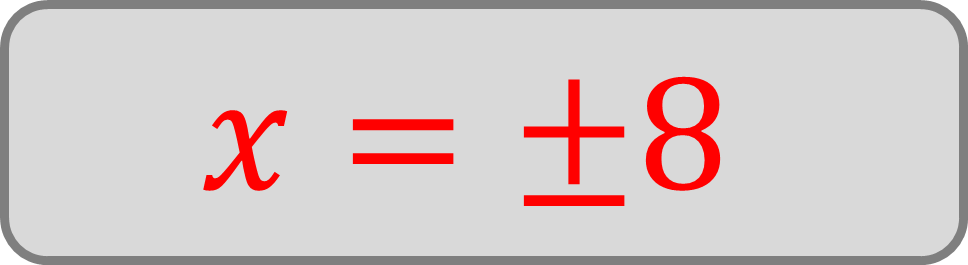 x = ±8